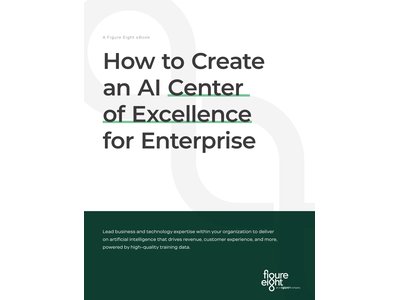 A Figure Eight eBook
How to Create
an AI Center
of Excellence
for Enterprise
Lead business and technology expertise within your organization to deliver
on artificial intelligence that drives revenue, customer experience, and more,
powered by high-quality training data.
figure
eight